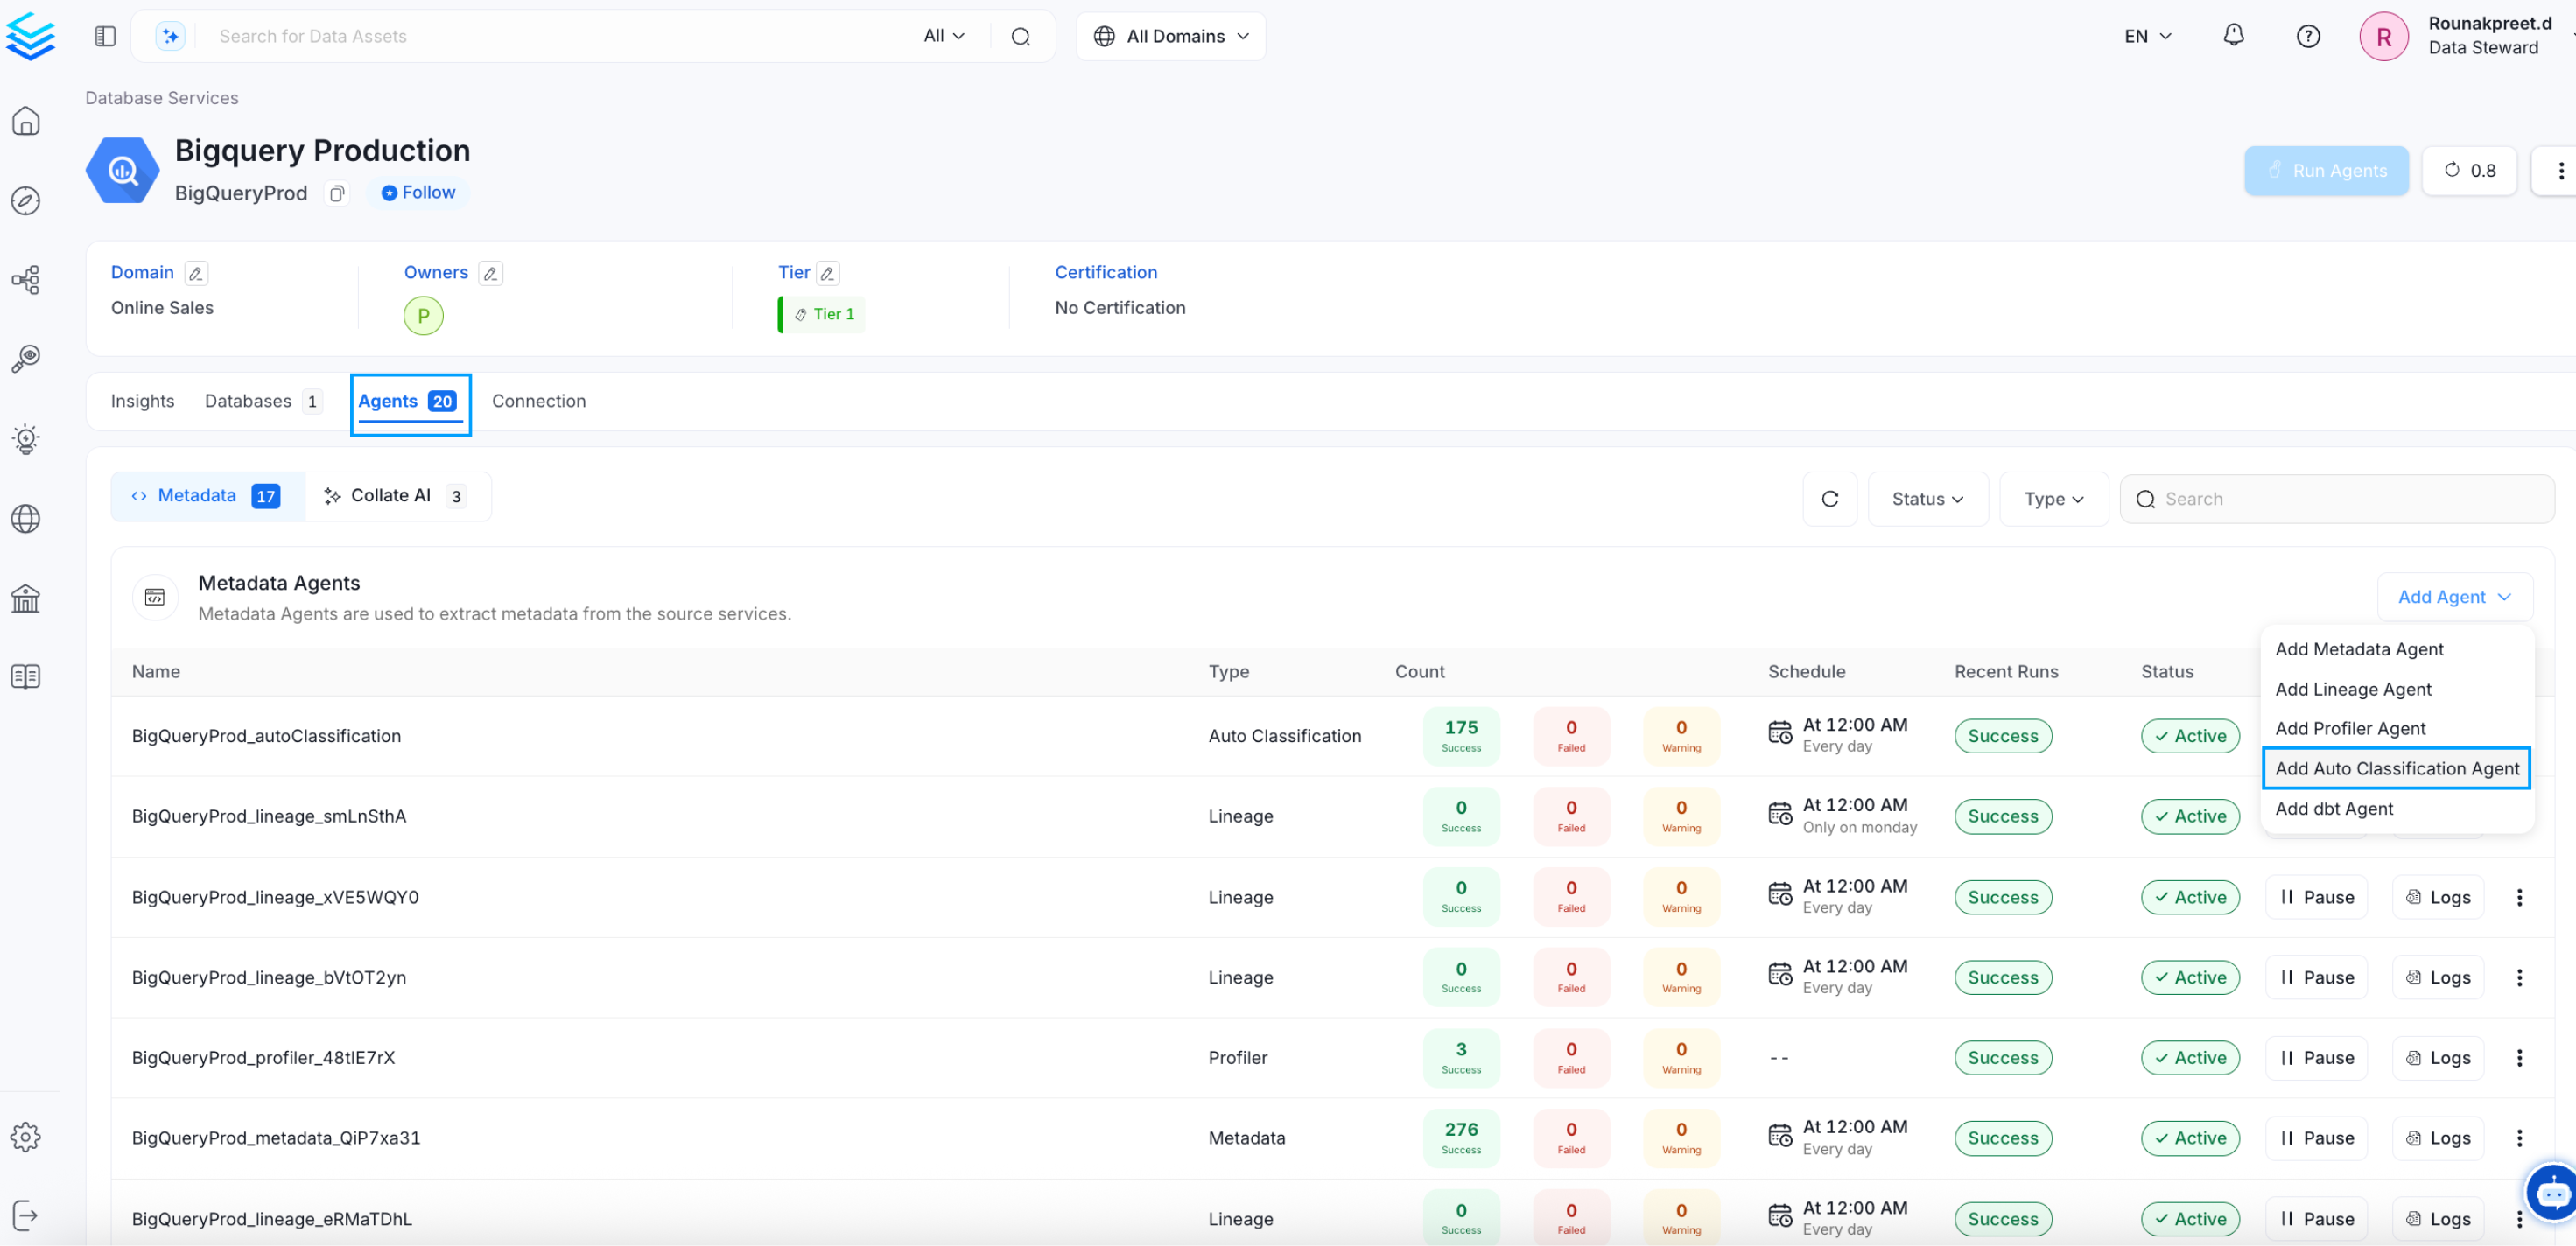 Search for Data Assets All All Domains EN R Rounakpreet.d
Data Steward
Database Services
Bigquery Production
BigQueryProd Follow
Run Agents 0.8
Domain Owners Tier Certification
Online Sales P Tier 1 No Certification
Insights Databases 1 Agents 20 Connection
Metadata 17 Collate AI 3 Status Type Search
Metadata Agents
Metadata Agents are used to extract metadata from the source services.
Add Agent
Add Metadata Agent
Add Lineage Agent
Add Profiler Agent
Add Auto Classification Agent
Add dbt Agent
Name Type Count Schedule Recent Runs Status
BigQueryProd_autoClassification Auto Classification 175 Success 0 Failed 0 Warning At 12:00 AM Every day Success Active
BigQueryProd_lineage_smLnSthA Lineage 0 Success 0 Failed 0 Warning At 12:00 AM Only on monday Success Active
BigQueryProd_lineage_xVE5WQY0 Lineage 0 Success 0 Failed 0 Warning At 12:00 AM Every day Success Active Pause Logs
BigQueryProd_lineage_bVtOT2yn Lineage 0 Success 0 Failed 0 Warning At 12:00 AM Every day Success Active Pause Logs
BigQueryProd_profiler_48tIE7rX Profiler 3 Success 0 Failed 0 Warning -- Success Active Pause Logs
BigQueryProd_metadata_QiP7xa31 Metadata 276 Success 0 Failed 0 Warning At 12:00 AM Every day Success Active Pause Logs
BigQueryProd_lineage_eRMaTDhL Lineage 0 Success 0 Failed 0 Warning At 12:00 AM Every day Success Active Pause Logs